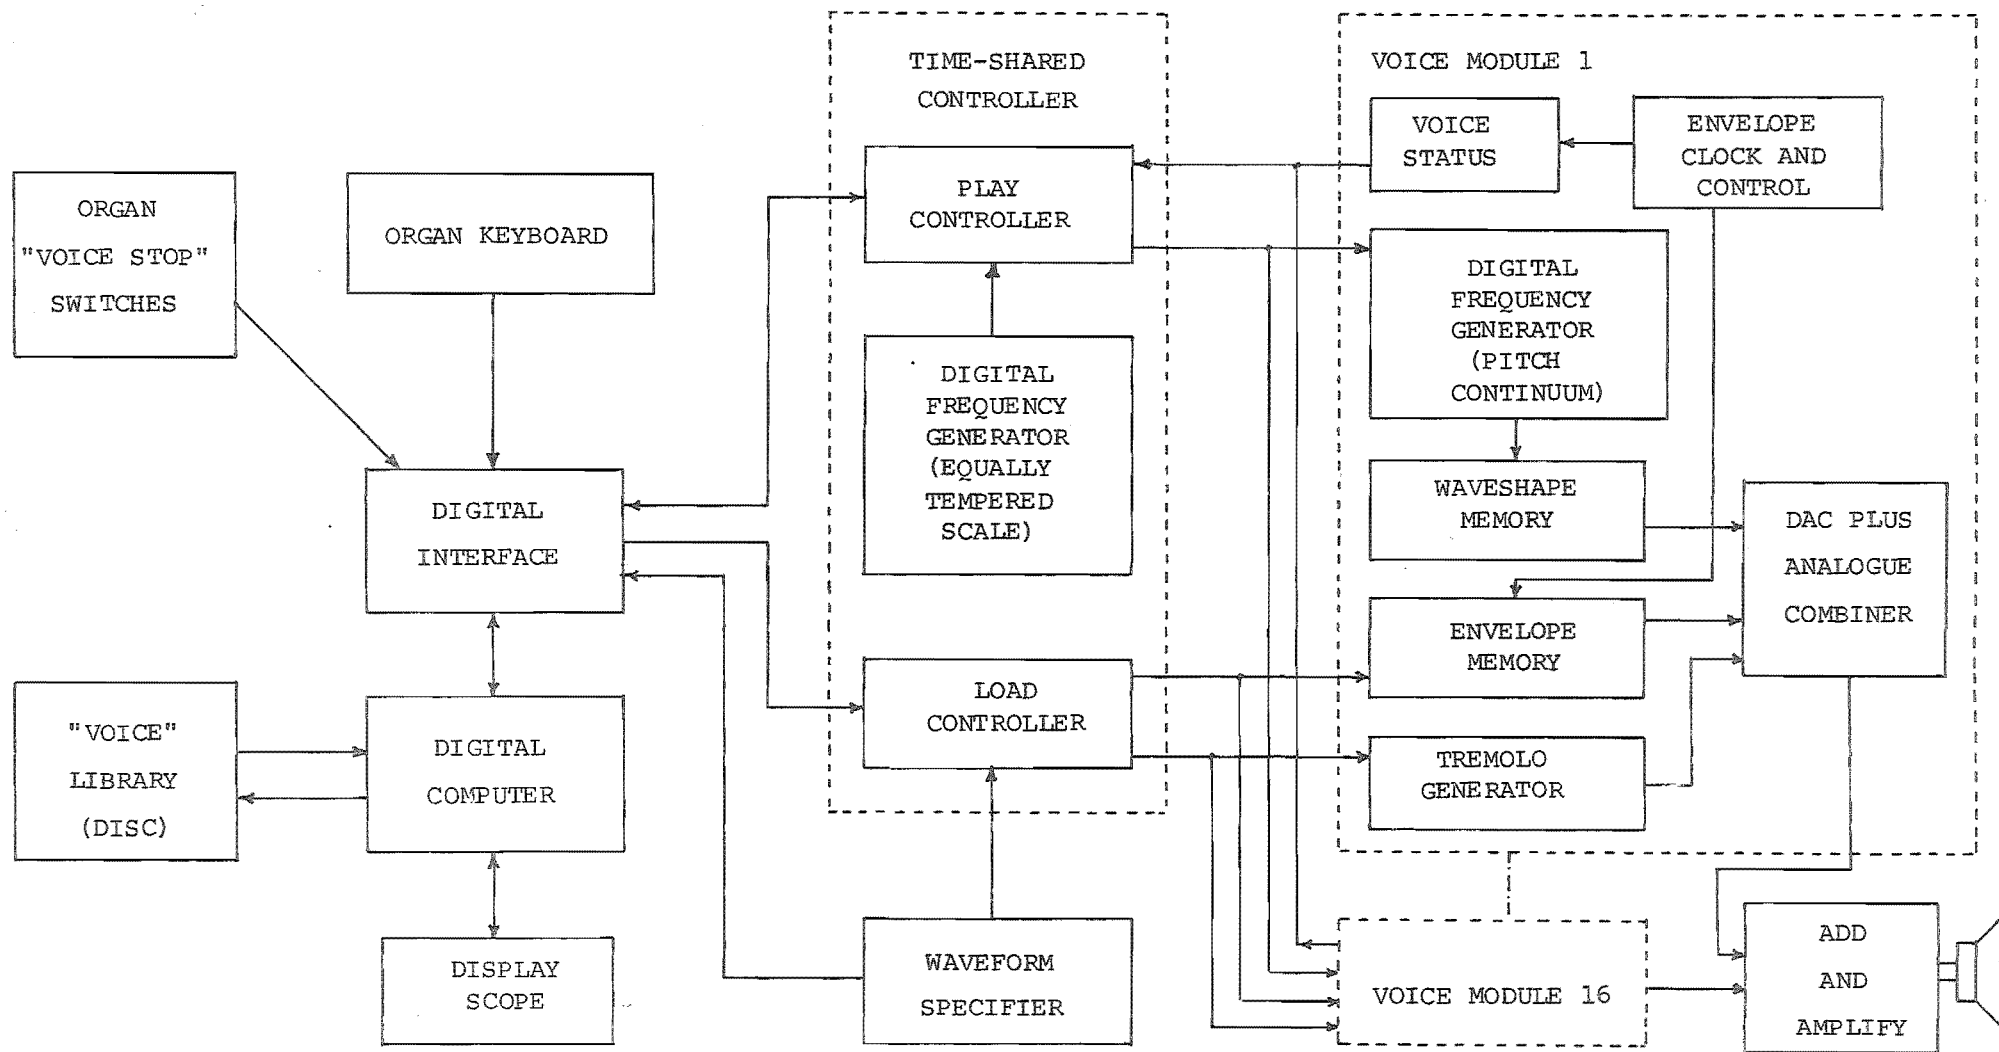 TIME-SHARED
CONTROLLER
VOICE MODULE 1
VOICE
STATUS
ENVELOPE
CLOCK AND
CONTROL
ORGAN
"VOICE STOP"
SWITCHES
ORGAN KEYBOARD
PLAY
CONTROLLER
DIGITAL
FREQUENCY
GENERATOR
(PITCH
CONTINUUM)
DIGITAL
FREQUENCY
GENERATOR
(EQUALLY
TEMPERED
SCALE)
DIGITAL
INTERFACE
WAVESHAPE
MEMORY
DAC PLUS
ANALOGUE
COMBINER
ENVELOPE
MEMORY
"VOICE"
LIBRARY
(DISC)
DIGITAL
COMPUTER
LOAD
CONTROLLER
TREMOLO
GENERATOR
DISPLAY
SCOPE
WAVEFORM
SPECIFIER
VOICE MODULE 16
ADD
AND
AMPLIFY